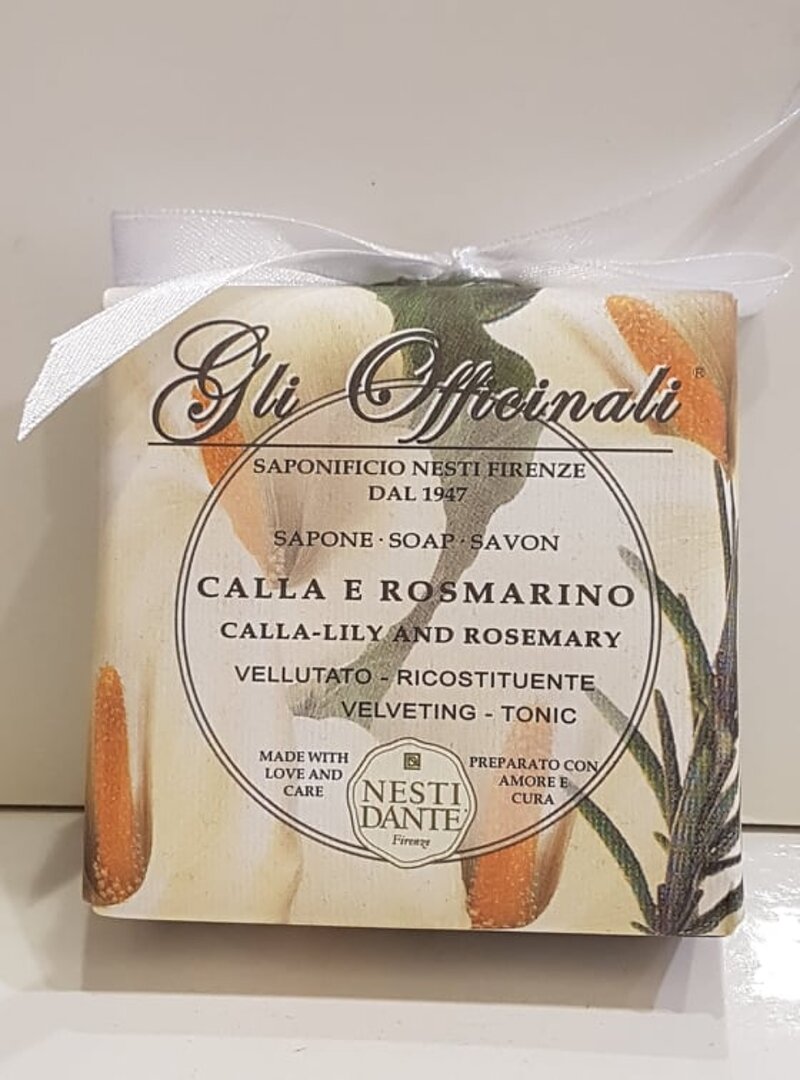 Gli Officinali®
SAPONIFICIO NESTI FIRENZE
DAL 1947
SAPONE · SOAP · SAVON
CALLA E ROSMARINO
CALLA-LILY AND ROSEMARY
VELLUTATO - RICOSTITUENTE
VELVETING - TONIC
MADE WITH
LOVE AND
CARE
NESTI
DANTE
Firenze
PREPARATO CON
AMORE E
CURA